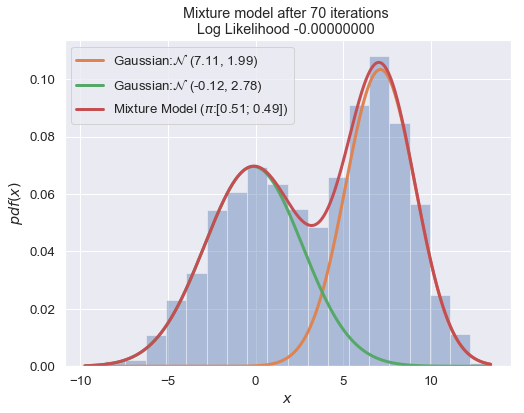 Mixture model after 70 iterations
Log Likelihood -0.00000000
Gaussian:𝒩 (7.11, 1.99)
Gaussian:𝒩 (-0.12, 2.78)
Mixture Model (π:[0.51; 0.49])
0.10
0.08
0.06
0.04
0.02
0.00
pdf(x)
−10
−5
0
5
10
x